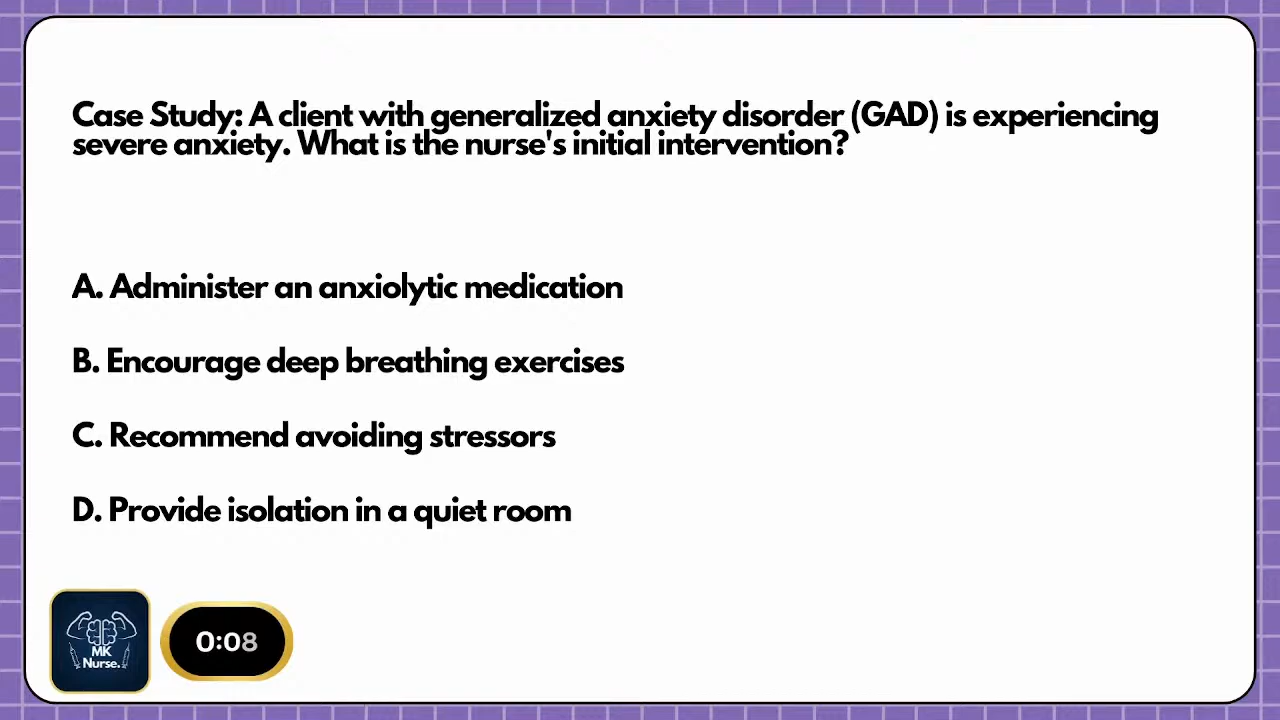 Case Study: A client with generalized anxiety disorder (GAD) is experiencing
severe anxiety. What is the nurse's initial intervention?
A. Administer an anxiolytic medication
B. Encourage deep breathing exercises
C. Recommend avoiding stressors
D. Provide isolation in a quiet room
MK
Nurse.
0:08